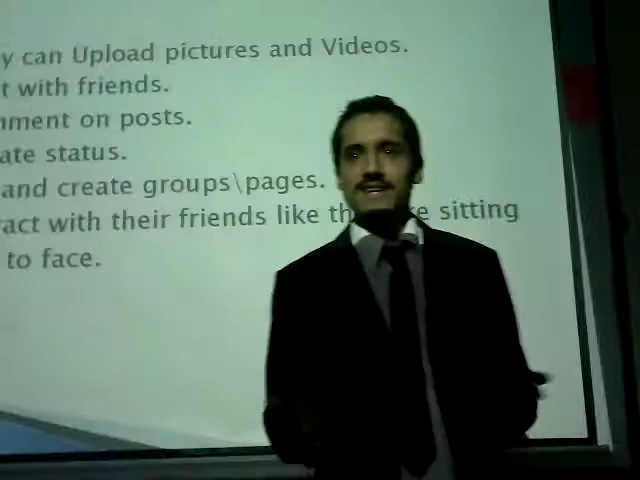 y can Upload pictures and Videos.
t with friends.
mment on posts.
ate status.
and create groups\pages.
ract with their friends like th e sitting
to face.